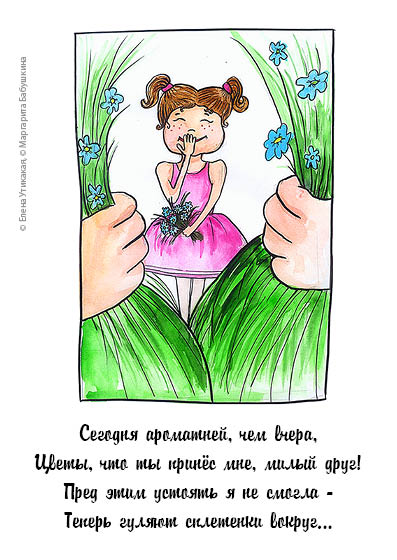 © Елена Утикакая, © Маргарита Бабушкина
Сегодня ароматней, чем вчера,
Цветы, что ты принёс мне, милый друг!
Пред этим устоять я не смогла -
Теперь гуляют сплетенки вокруг...